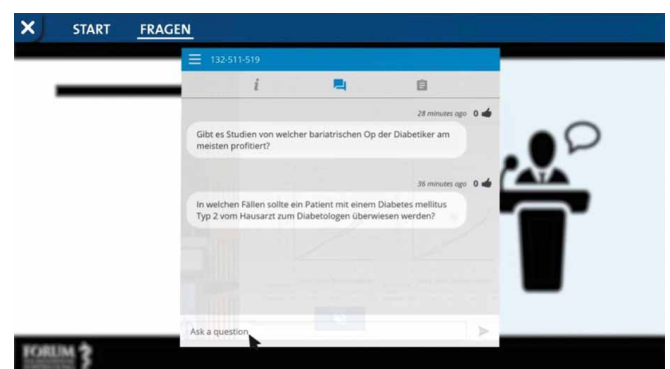 START FRAGEN
132-511-519
28 minutes ago 0
Gibt es Studien von welcher bariatrischen Op der Diabetiker am
meisten profitiert?
36 minutes ago 0
In welchen Fällen sollte ein Patient mit einem Diabetes mellitus
Typ 2 vom Hausarzt zum Diabetologen überwiesen werden?
Ask a question
FORUM